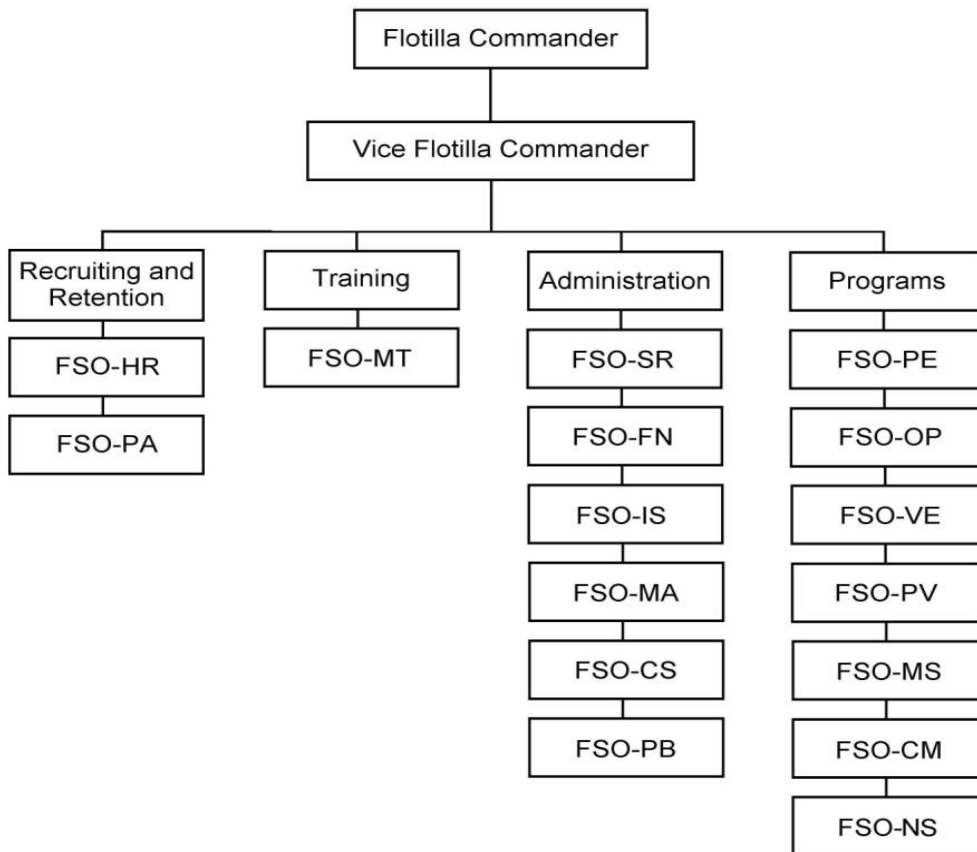 Flotilla Commander
Vice Flotilla Commander
Recruiting and
Retention
FSO-HR
FSO-PA
Training
FSO-MT
Administration
FSO-SR
FSO-FN
FSO-IS
FSO-MA
FSO-CS
FSO-PB
Programs
FSO-PE
FSO-OP
FSO-VE
FSO-PV
FSO-MS
FSO-CM
FSO-NS